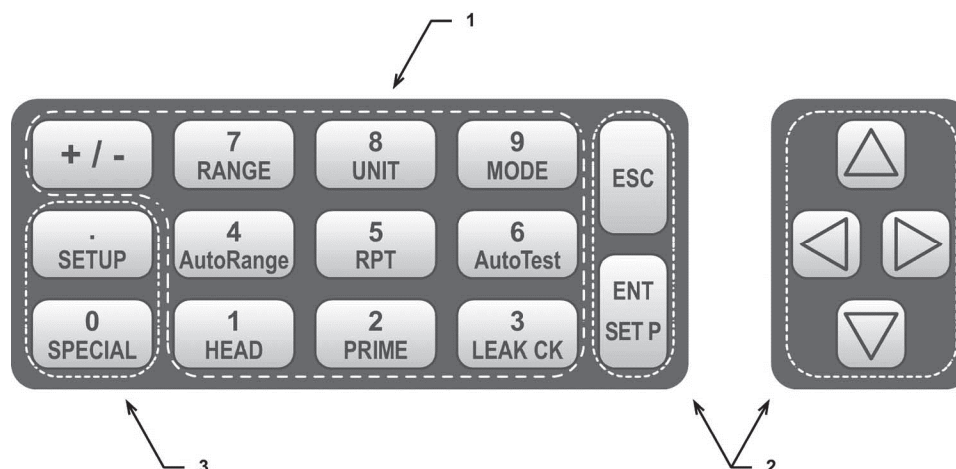 1
+ / -
7
RANGE
8
UNIT
9
MODE
ESC
.
SETUP
4
AutoRange
5
RPT
6
AutoTest
ENT
SET P
0
SPECIAL
1
HEAD
2
PRIME
3
LEAK CK
3
2